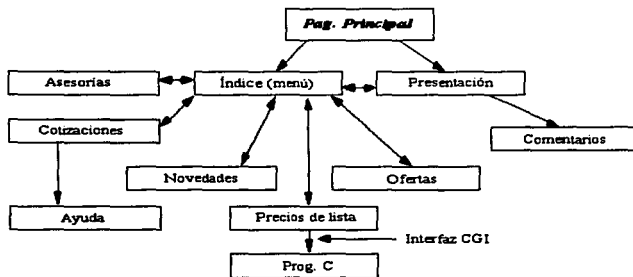 Pag. Principal
Asesorías
Índice (menú)
Presentación
Cotizaciones
Comentarios
Novedades
Ofertas
Ayuda
Precios de lista
Interfaz CGI
Prog. C